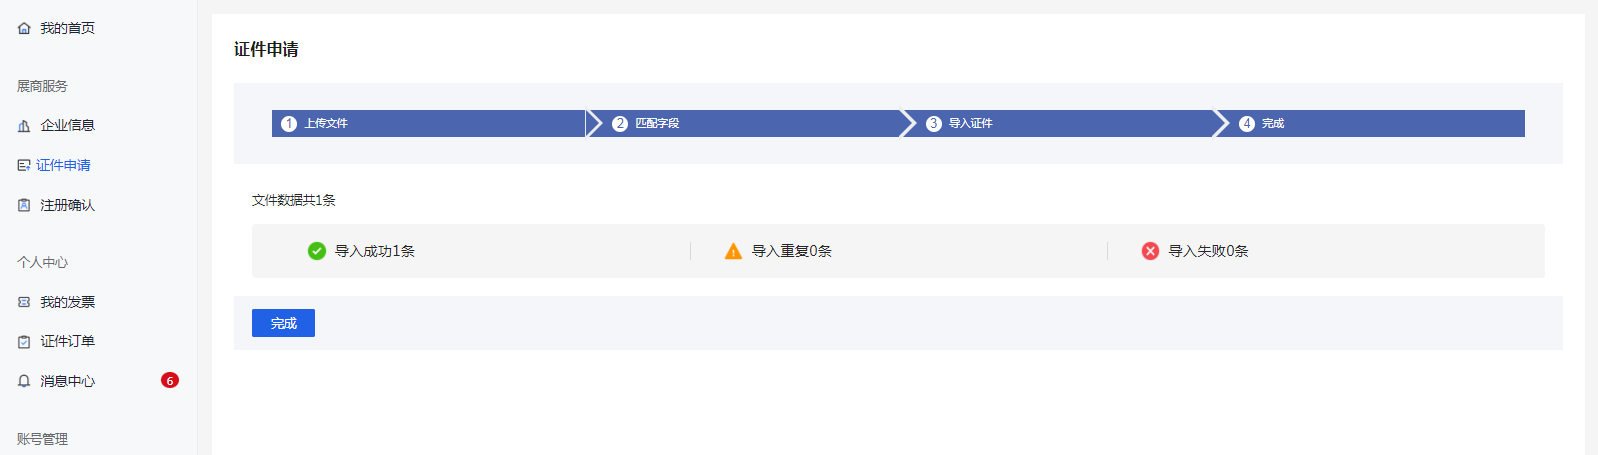 我的首页
展商服务
企业信息
证件申请
注册确认
个人中心
我的发票
证件订单
消息中心 6
账号管理
证件申请
1 上传文件 2 匹配字段 3 导入证件 4 完成
文件数据共1条
导入成功1条 导入重复0条 导入失败0条
完成